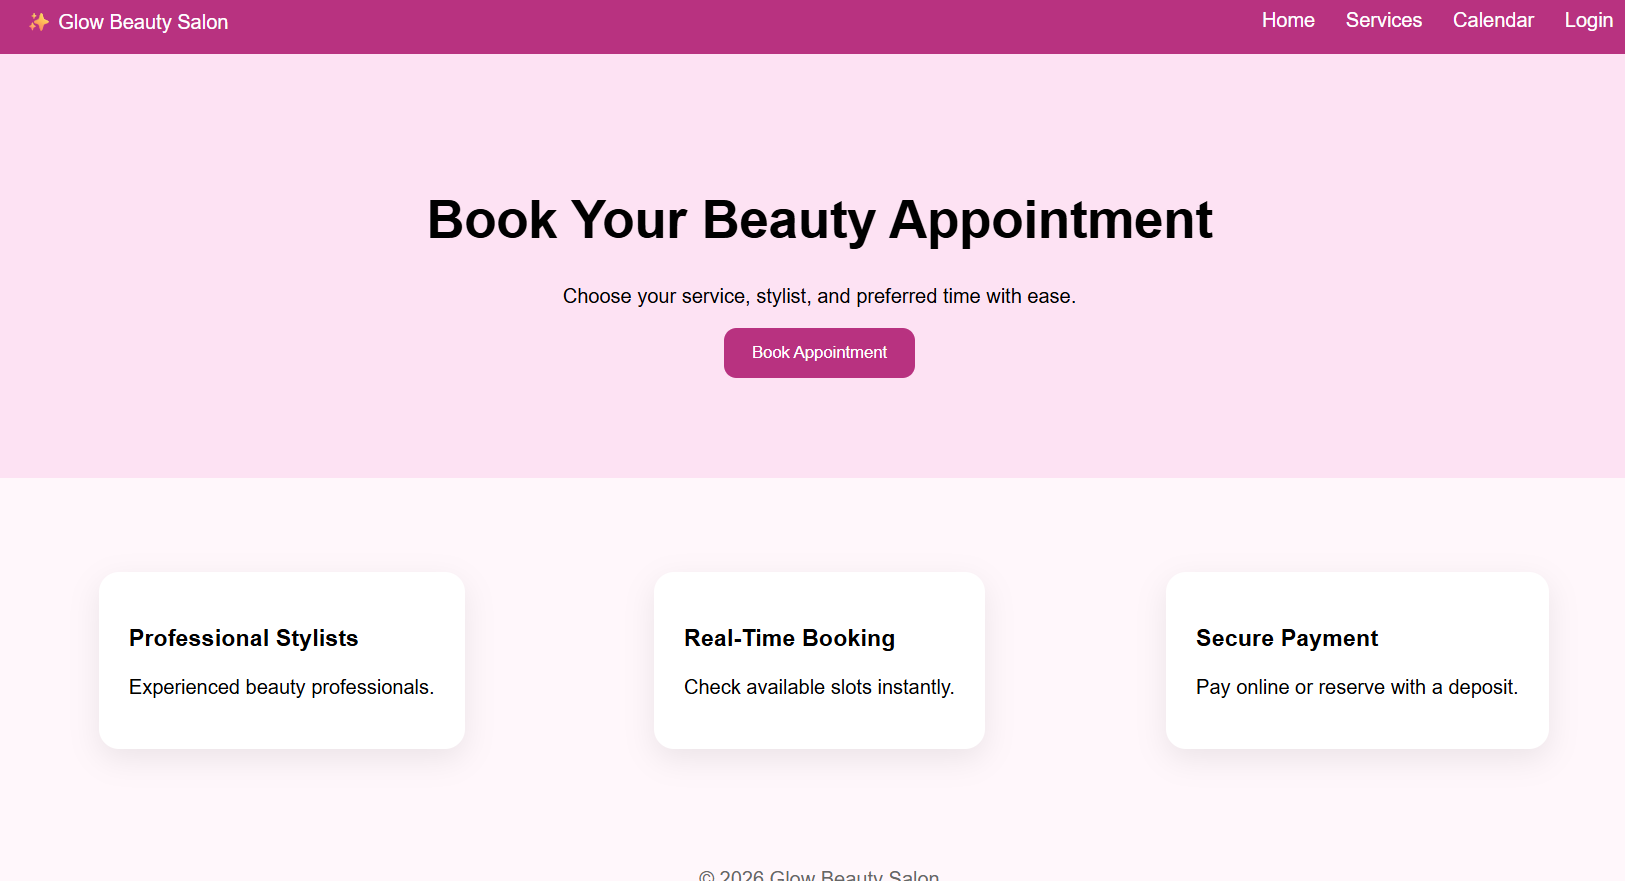 ✨ Glow Beauty Salon
Home Services Calendar Login
Book Your Beauty Appointment
Choose your service, stylist, and preferred time with ease.
Book Appointment
Professional Stylists
Experienced beauty professionals.
Real-Time Booking
Check available slots instantly.
Secure Payment
Pay online or reserve with a deposit.
© 2026 Glow Beauty Salon